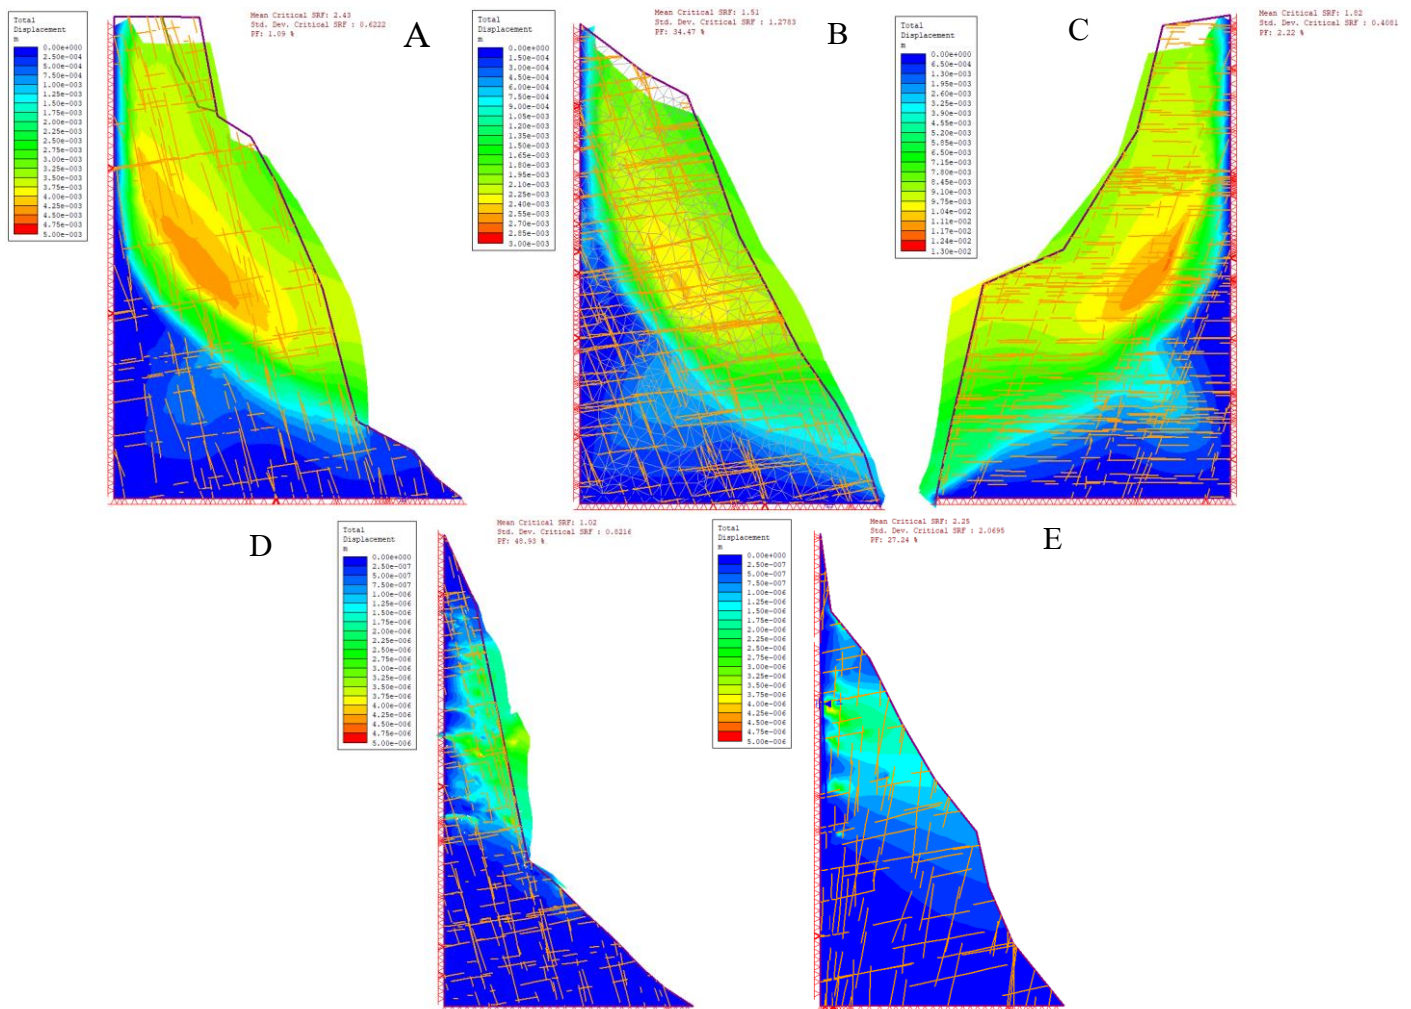 Total
Displacement
m
0.00e+000
2.50e-004
5.00e-004
7.50e-004
1.00e-003
1.25e-003
1.50e-003
1.75e-003
2.00e-003
2.25e-003
2.50e-003
2.75e-003
3.00e-003
3.25e-003
3.50e-003
3.75e-003
4.00e-003
4.25e-003
4.50e-003
4.75e-003
5.00e-003
Mean Critical SRF: 2.43
Std. Dev. Critical SRF : 0.6222
PF: 1.09 %
A
Total
Displacement
m
0.00e+000
1.50e-004
3.00e-004
4.50e-004
6.00e-004
7.50e-004
9.00e-004
1.05e-003
1.20e-003
1.35e-003
1.50e-003
1.65e-003
1.80e-003
1.95e-003
2.10e-003
2.25e-003
2.40e-003
2.55e-003
2.70e-003
2.85e-003
3.00e-003
Mean Critical SRF: 1.51
Std. Dev. Critical SRF : 1.2783
PF: 34.47 %
B
Total
Displacement
m
0.00e+000
6.50e-004
1.30e-003
1.95e-003
2.60e-003
3.25e-003
3.90e-003
4.55e-003
5.20e-003
5.85e-003
6.50e-003
7.15e-003
7.80e-003
8.45e-003
9.10e-003
9.75e-003
1.04e-002
1.11e-002
1.17e-002
1.24e-002
1.30e-002
C
Mean Critical SRF: 1.82
Std. Dev. Critical SRF : 0.4081
PF: 2.22 %
D
Total
Displacement
m
0.00e+000
2.50e-007
5.00e-007
7.50e-007
1.00e-006
1.25e-006
1.50e-006
1.75e-006
2.00e-006
2.25e-006
2.50e-006
2.75e-006
3.00e-006
3.25e-006
3.50e-006
3.75e-006
4.00e-006
4.25e-006
4.50e-006
4.75e-006
5.00e-006
Mean Critical SRF: 1.02
Std. Dev. Critical SRF : 0.8216
PF: 48.93 %
Total
Displacement
m
0.00e+000
2.50e-007
5.00e-007
7.50e-007
1.00e-006
1.25e-006
1.50e-006
1.75e-006
2.00e-006
2.25e-006
2.50e-006
2.75e-006
3.00e-006
3.25e-006
3.50e-006
3.75e-006
4.00e-006
4.25e-006
4.50e-006
4.75e-006
5.00e-006
Mean Critical SRF: 2.25
Std. Dev. Critical SRF : 2.0695
PF: 27.24 %
E